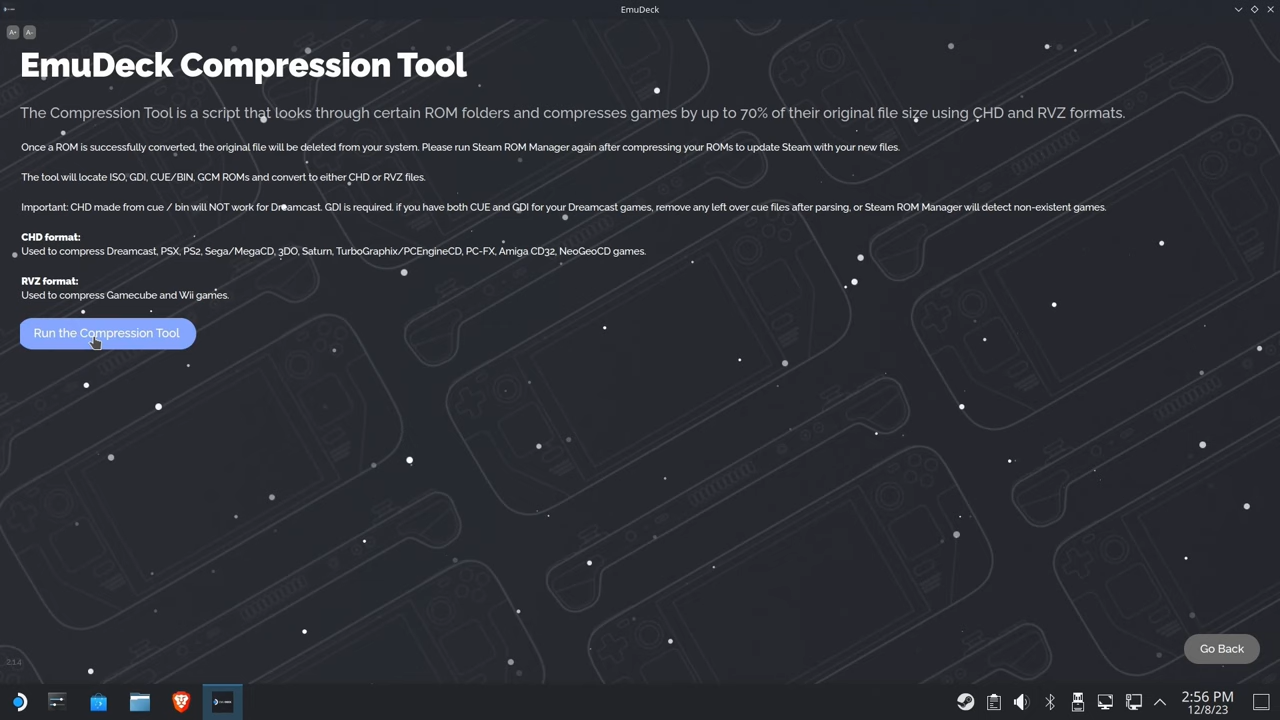 EmuDeck
A+ A-
EmuDeck Compression Tool
The Compression Tool is a script that looks through certain ROM folders and compresses games by up to 70% of their original file size using CHD and RVZ formats.
Once a ROM is successfully converted, the original file will be deleted from your system. Please run Steam ROM Manager again after compressing your ROMs to update Steam with your new files.
The tool will locate ISO, GDI, CUE/BIN, GCM ROMs and convert to either CHD or RVZ files.
Important: CHD made from cue / bin will NOT work for Dreamcast. GDI is required. if you have both CUE and GDI for your Dreamcast games, remove any left over cue files after parsing, or Steam ROM Manager will detect non-existent games.
CHD format:
Used to compress Dreamcast, PSX, PS2, Sega/MegaCD, 3DO, Saturn, TurboGraphix/PCEngineCD, PC-FX, Amiga CD32, NeoGeoCD games.
RVZ format:
Used to compress Gamecube and Wii games.
Run the Compression Tool
Go Back
2.1.4
2:56 PM
12/8/23